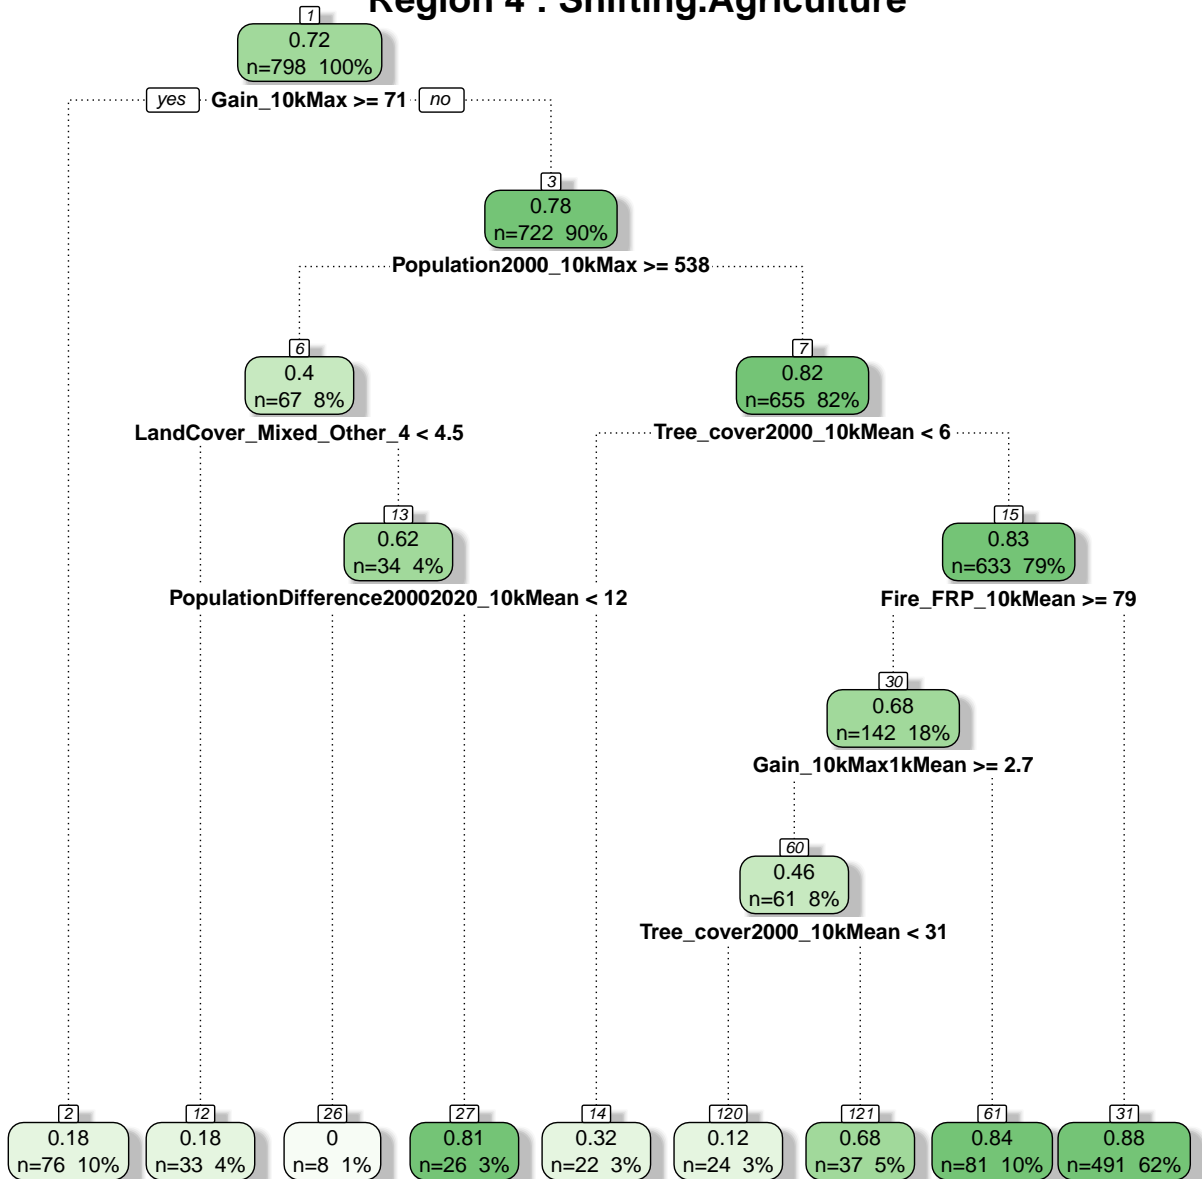 Region 4 : Shifting.Agriculture
1
0.72
n=798 100%
yes Gain_10kMax >= 71 no
3
0.78
n=722 90%
Population2000_10kMax >= 538
6
0.4
n=67 8%
7
0.82
n=655 82%
LandCover_Mixed_Other_4 < 4.5
Tree_cover2000_10kMean < 6
13
0.62
n=34 4%
15
0.83
n=633 79%
PopulationDifference20002020_10kMean < 12
Fire_FRP_10kMean >= 79
30
0.68
n=142 18%
Gain_10kMax1kMean >= 2.7
60
0.46
n=61 8%
Tree_cover2000_10kMean < 31
2
0.18
n=76 10%
12
0.18
n=33 4%
26
0
n=8 1%
27
0.81
n=26 3%
14
0.32
n=22 3%
120
0.12
n=24 3%
121
0.68
n=37 5%
61
0.84
n=81 10%
31
0.88
n=491 62%